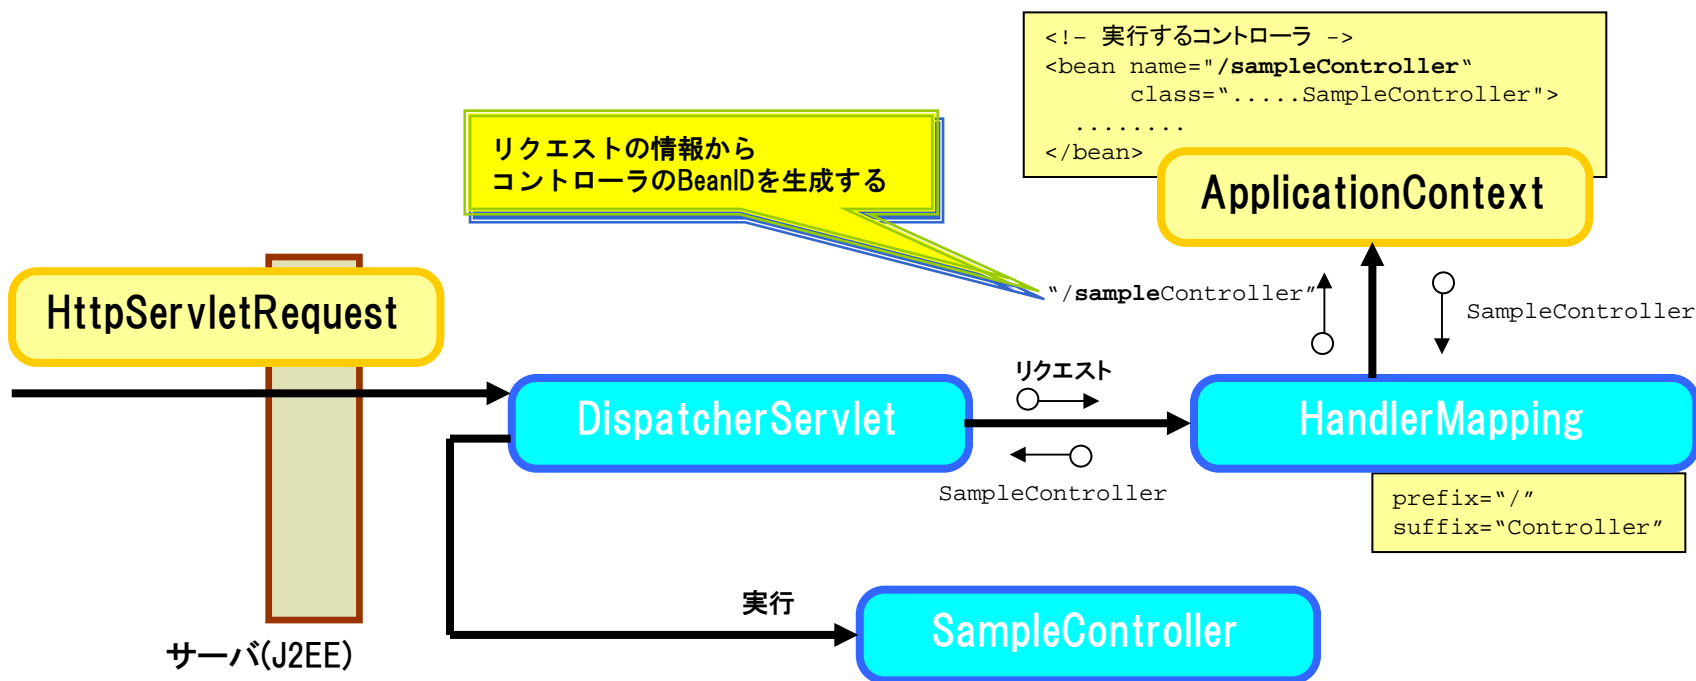 <!– 実行するコントローラ ->
<bean name="/sampleController“
class=“.....SampleController">
........
</bean>
リクエストの情報から
コントローラのBeanIDを生成する
ApplicationContext
HttpServletRequest
“/sampleController”
SampleController
リクエスト
DispatcherServlet
HandlerMapping
SampleController
prefix=“/”
suffix=“Controller”
実行
SampleController
サーバ(J2EE)